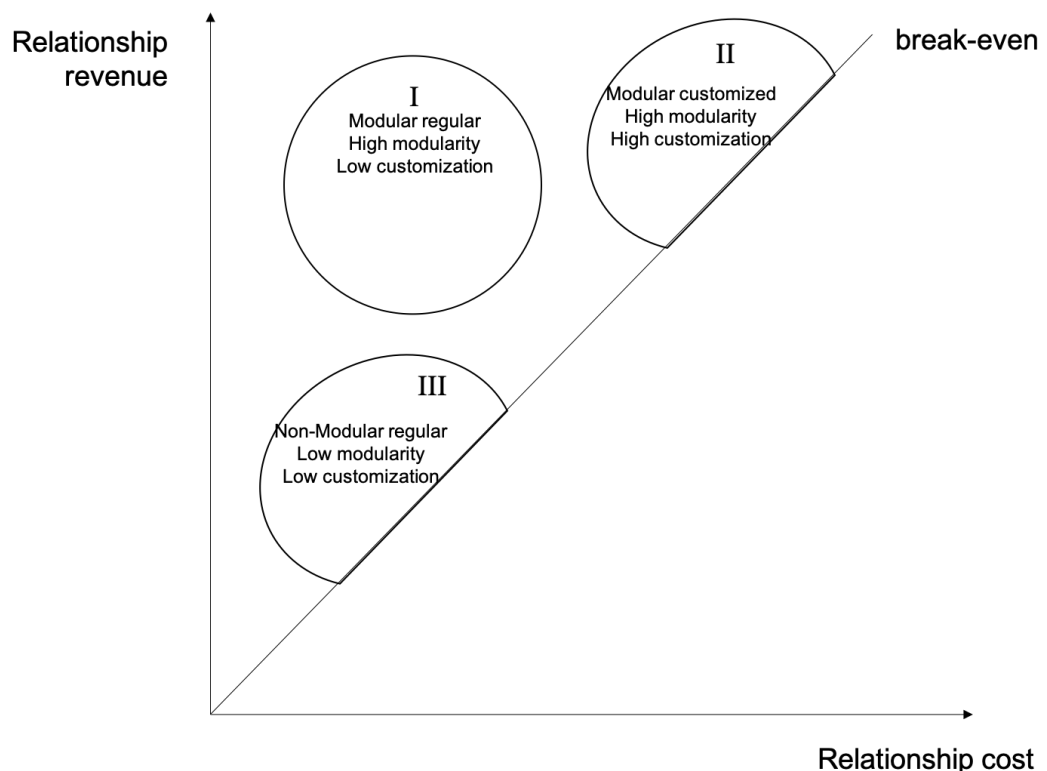 Relationship
revenue
break-even
I
Modular regular
High modularity
Low customization
II
Modular customized
High modularity
High customization
III
Non-Modular regular
Low modularity
Low customization
Relationship cost